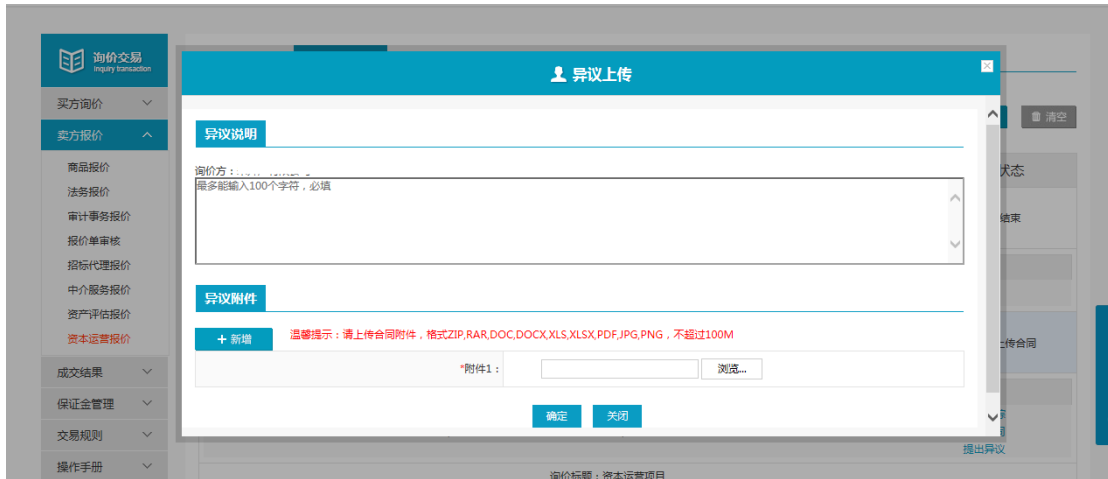 询价交易
inquiry transaction
买方询价
卖方报价
商品报价
法务报价
审计事务报价
报价单审核
招标代理报价
中介服务报价
资产评估报价
资本运营报价
成交结果
保证金管理
交易规则
操作手册
异议上传
异议说明
询价方：
最多能输入100个字符，必填
异议附件
新增
温馨提示：请上传合同附件，格式ZIP,RAR,DOC,DOCX,XLS,XLSX,PDF,JPG,PNG，不超过100M
*附件1：
浏览...
确定
关闭
清空
状态
结束
上传合同
提出异议
询价标题：资本运营项目